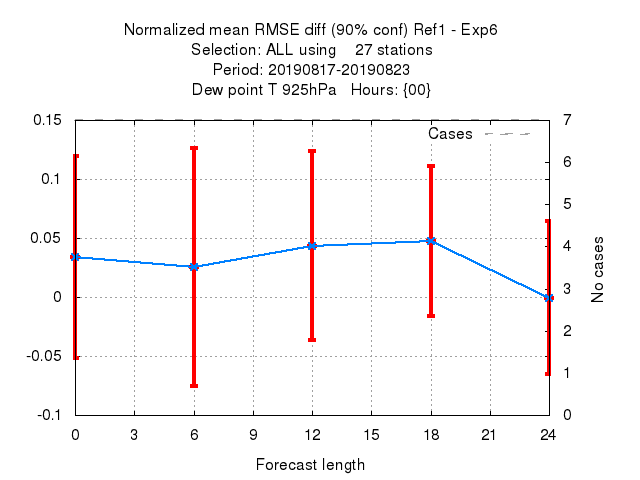 Normalized mean RMSE diff (90% conf) Ref1 - Exp6
Selection: ALL using    27 stations
Period: 20190817-20190823
Dew point T 925hPa   Hours: {00}
Cases
0.15
0.1
0.05
0
-0.05
-0.1
7
6
5
4
3
2
1
0
No cases
0 3 6 9 12 15 18 21 24
Forecast length